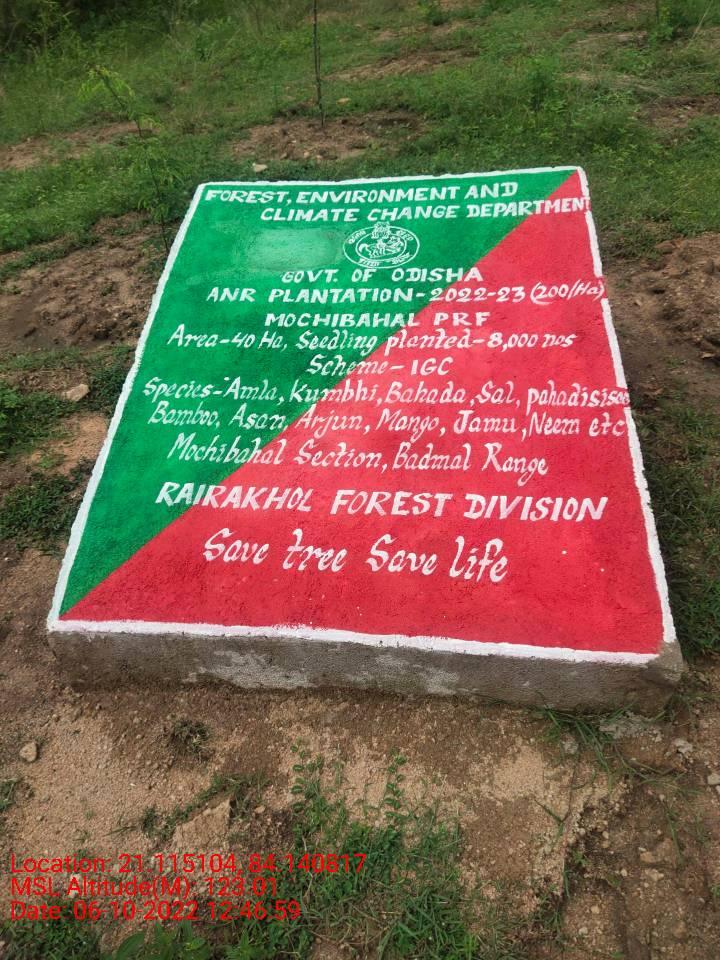 FOREST, ENVIRONMENT AND
CLIMATE CHANGE DEPARTMENT
GOVT. OF ODISHA
ANR PLANTATION-2022-23 (200/Ha)
MOCHIBAHAL PRF
Area-40 Ha, Seedling planted-8,000 nos
Scheme-IGC
Species-Amla, Kumbhi, Bahada, Sal, pahadisisoo
Bamboo, Asan, Arjun, Mango, Jamu, Neem etc
Mochibahal Section, Badmal Range
RAIRAKHOL FOREST DIVISION
Save tree Save life
Location: 21.115104, 84.140817
MSL Altitude(M): 123.01
Date: 06-10-2022 12:46:59